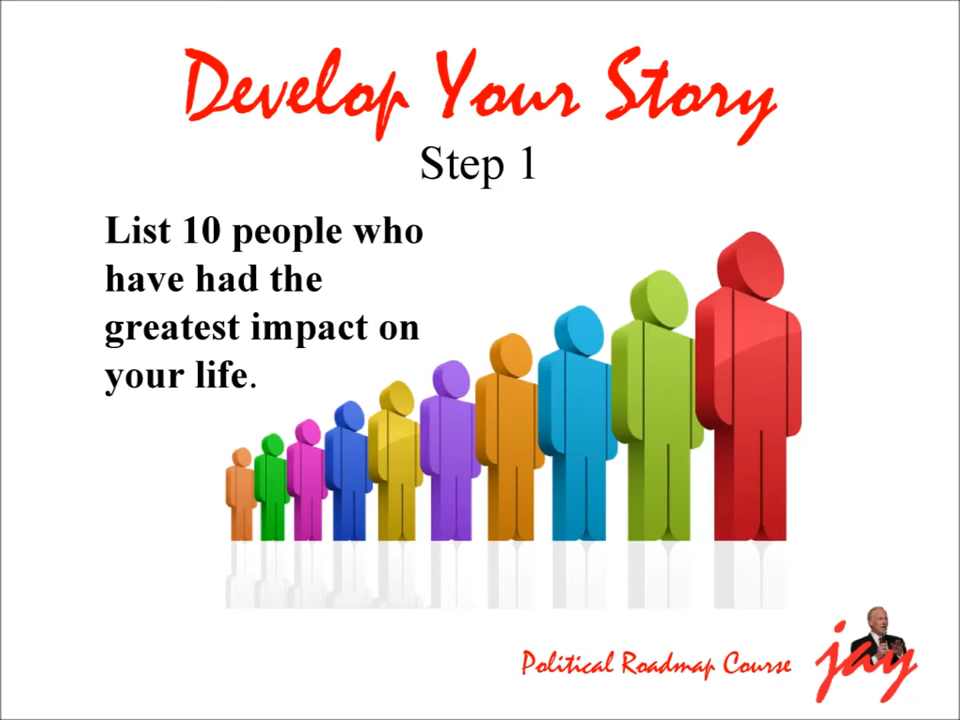 Develop Your Story
Step 1
List 10 people who
have had the
greatest impact on
your life.
Political Roadmap Course
jay